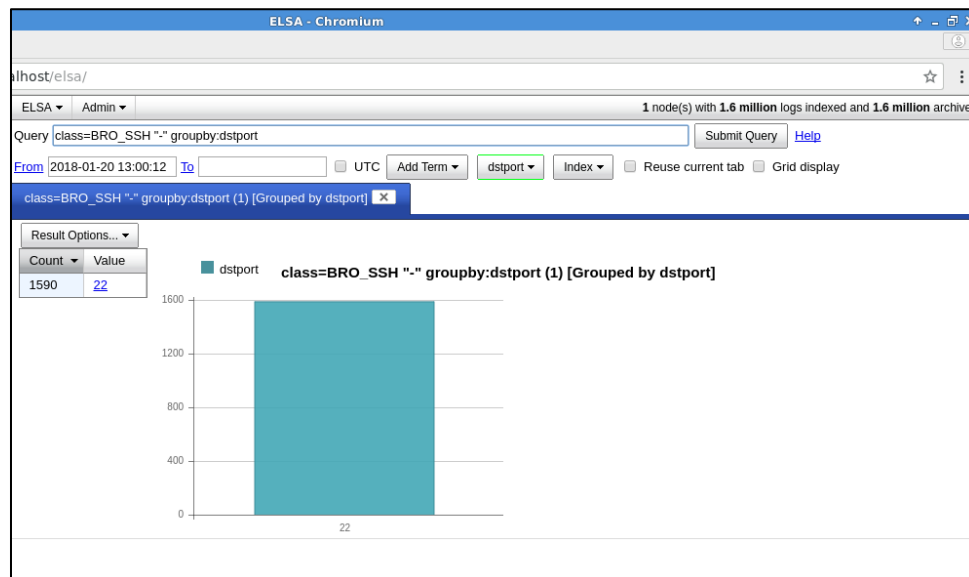 ELSA - Chromium
alhost/elsa/
ELSA Admin 1 node(s) with 1.6 million logs indexed and 1.6 million archive
Query class=BRO_SSH "-" groupby:dstport Submit Query Help
From 2018-01-20 13:00:12 To UTC Add Term dstport Index Reuse current tab Grid display
class=BRO_SSH "-" groupby:dstport (1) [Grouped by dstport] X
Result Options...
Count Value
1590 22
dstport class=BRO_SSH "-" groupby:dstport (1) [Grouped by dstport]
1600
1200
800
400
0
22